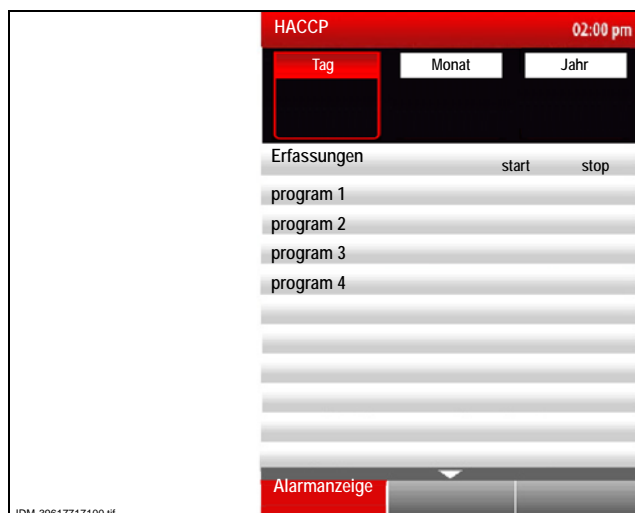 HACCP 02:00 pm
Tag Monat Jahr
Erfassungen start stop
program 1
program 2
program 3
program 4
Alarmanzeige